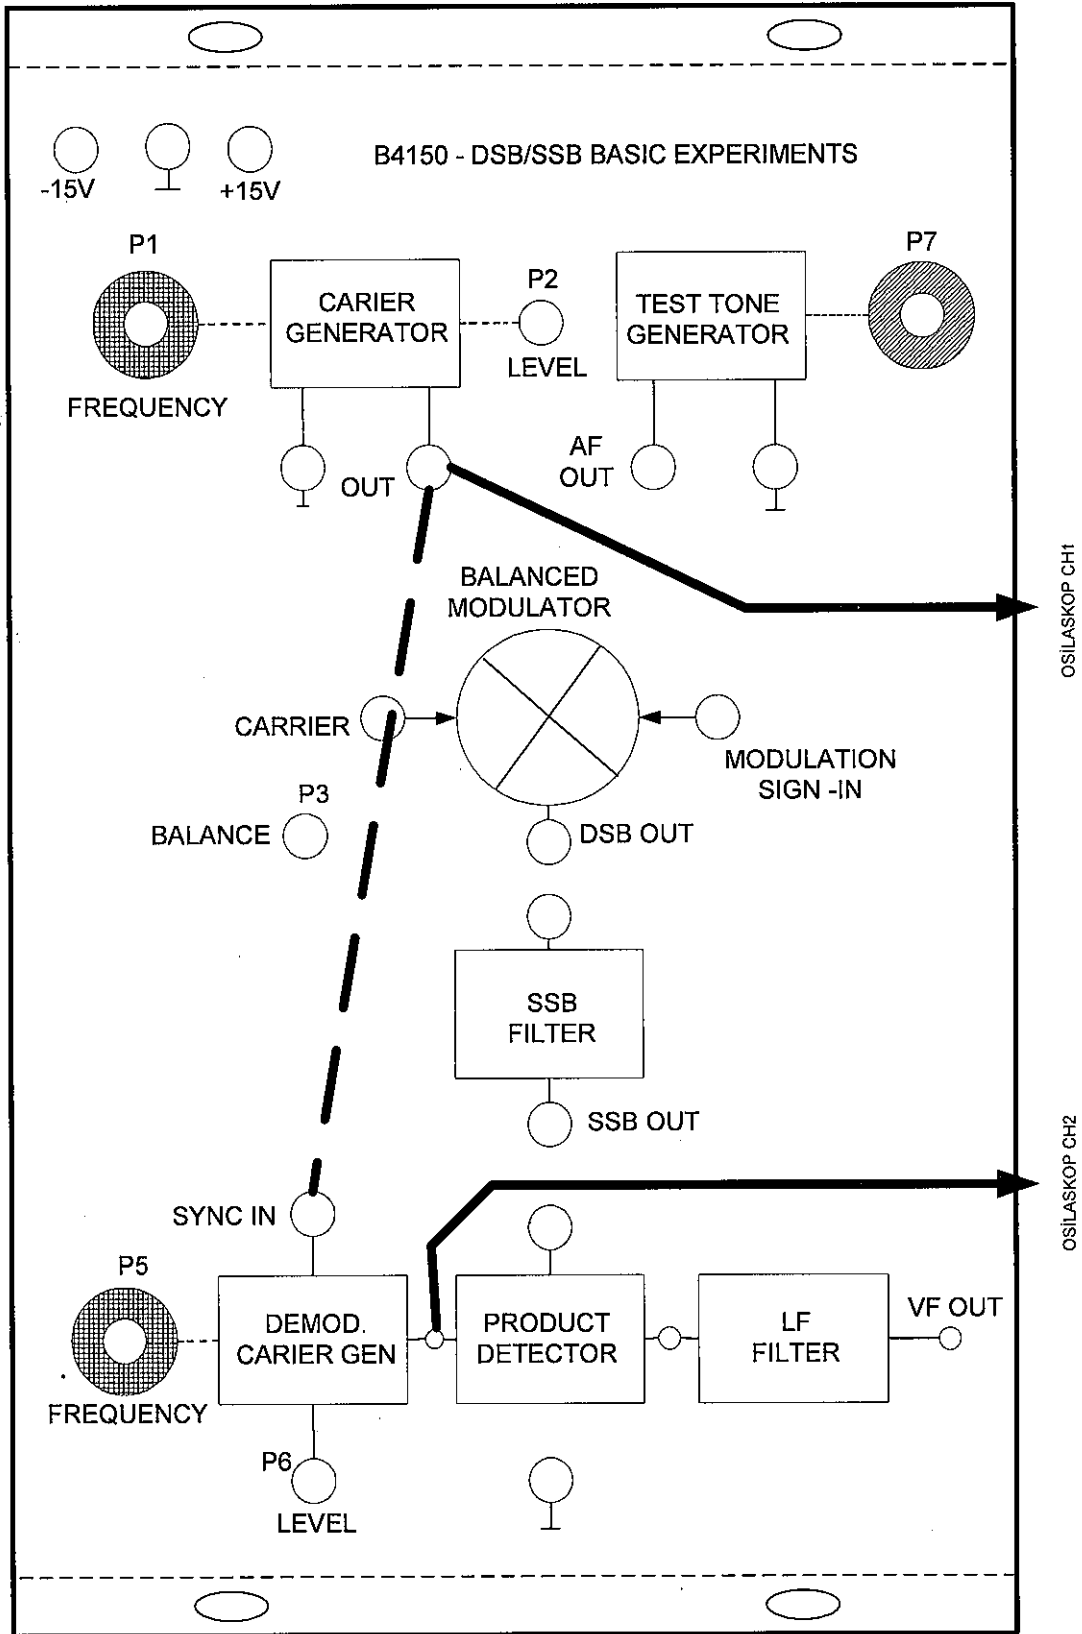 B4150 - DSB/SSB BASIC EXPERIMENTS
-15V
+15V
P1
CARIER
GENERATOR
P2
LEVEL
TEST TONE
GENERATOR
P7
FREQUENCY
OUT
AF
OUT
OSİLASKOP CH1
BALANCED
MODULATOR
CARRIER
MODULATION
SIGN -IN
P3
BALANCE
DSB OUT
SSB
FILTER
SSB OUT
OSİLASKOP CH2
SYNC IN
P5
DEMOD.
CARIER GEN
PRODUCT
DETECTOR
LF
FILTER
VF OUT
FREQUENCY
P6
LEVEL